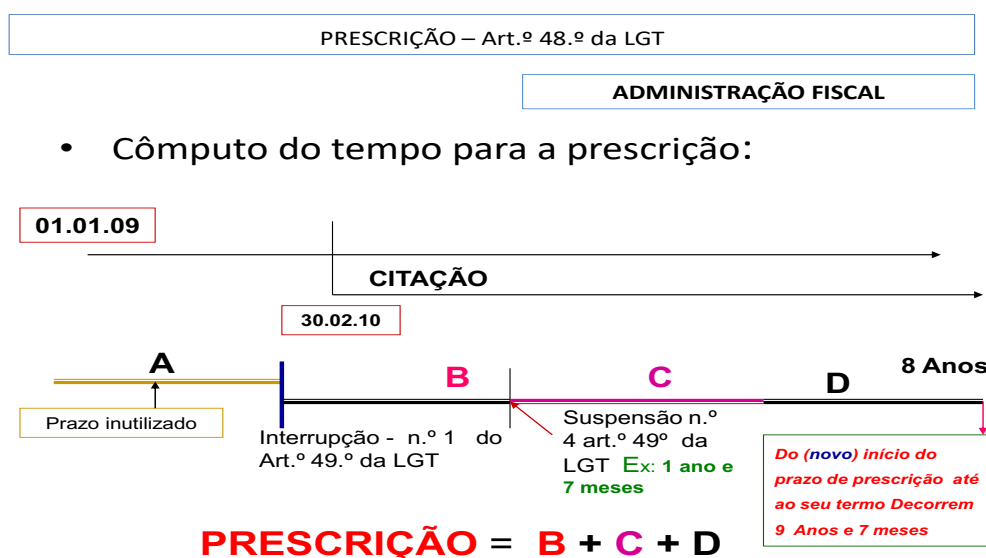 PRESCRIÇÃO – Art.º 48.º da LGT
ADMINISTRAÇÃO FISCAL
• Cômputo do tempo para a prescrição:
01.01.09
CITAÇÃO
30.02.10
A
B
C
D
8 Anos
Prazo inutilizado
Interrupção - n.º 1 do
Art.º 49.º da LGT
Suspensão n.º
4 art.º 49º da
LGT Ex: 1 ano e
7 meses
Do (novo) início do
prazo de prescrição até
ao seu termo Decorrem
9 Anos e 7 meses
PRESCRIÇÃO = B + C + D